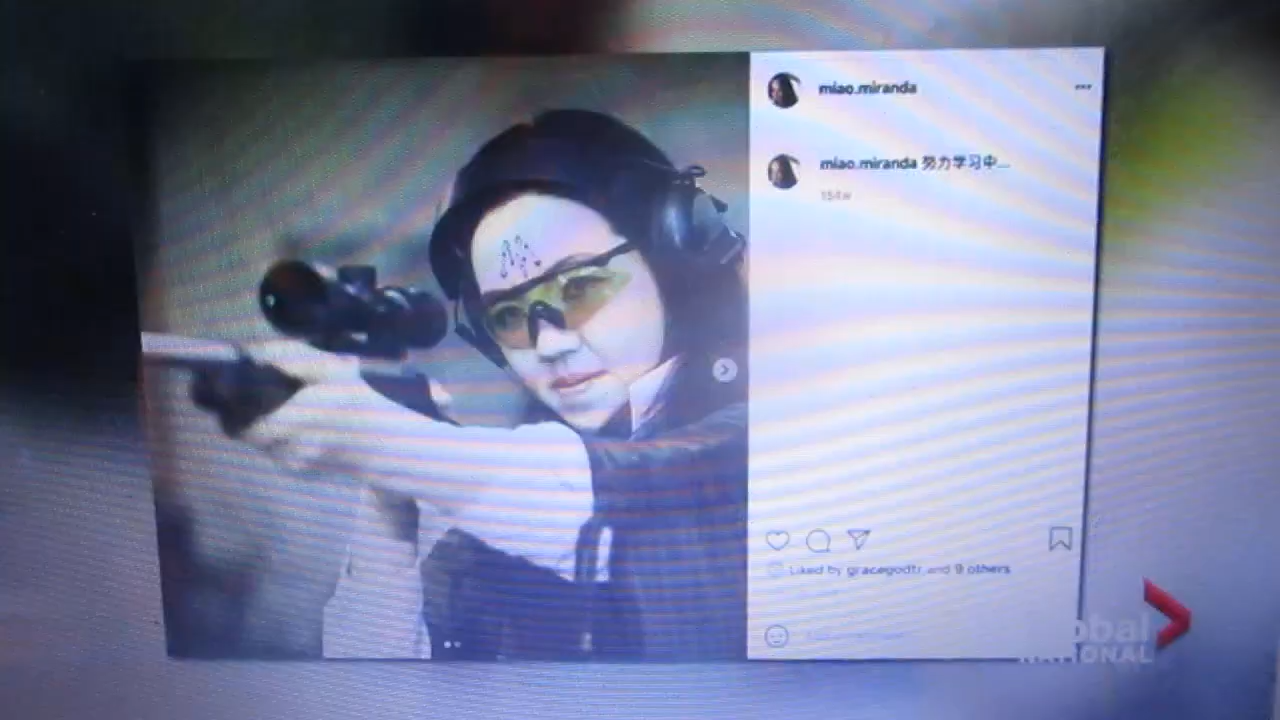 miao.miranda
miao.miranda 努力学习中...
154w
Liked by gracegodtr and 9 others
obal
NATIONAL